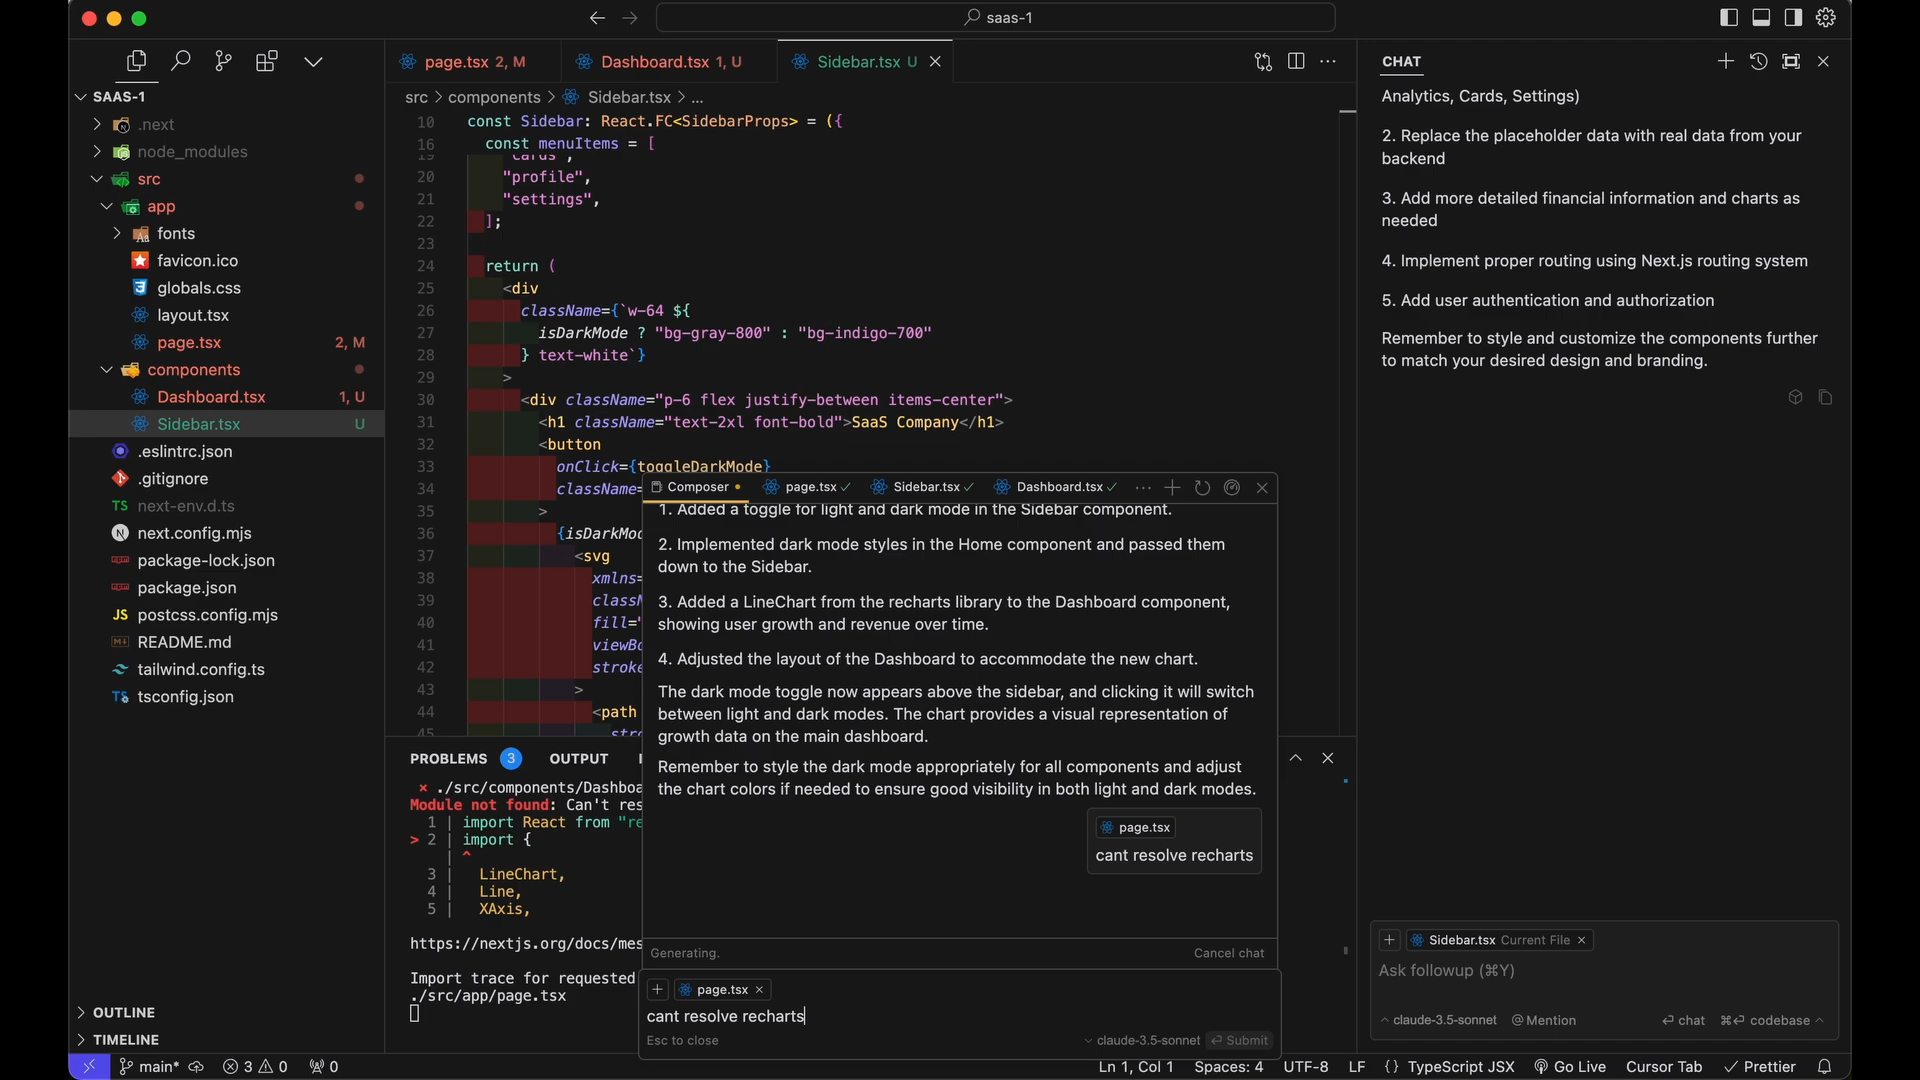 saas-1
SAAS-1
.next
node_modules
src
app
fonts
favicon.ico
globals.css
layout.tsx
page.tsx 2, M
components
Dashboard.tsx 1, U
Sidebar.tsx U
.eslintrc.json
.gitignore
next-env.d.ts
next.config.mjs
package-lock.json
package.json
postcss.config.mjs
README.md
tailwind.config.ts
tsconfig.json
OUTLINE
TIMELINE
page.tsx 2, M
Dashboard.tsx 1, U
Sidebar.tsx U
src > components > Sidebar.tsx > ...
10 const Sidebar: React.FC<SidebarProps> = ({
16 const menuItems = [
19 "cards",
20 "profile",
21 "settings",
22 ];
23
24 return (
25 <div
26 className={`w-64 ${
27 isDarkMode ? "bg-gray-800" : "bg-indigo-700"
28 } text-white`}
29 >
30 <div className="p-6 flex justify-between items-center">
31 <h1 className="text-2xl font-bold">SaaS Company</h1>
32 <button
33 onClick={toggleDarkMode}
34 className=
35 >
36 {isDarkMod
37 <svg
38 xmlns=
39 classN
40 fill="
41 viewBo
42 stroke
43 >
44 <path
45 stro
PROBLEMS 3 OUTPUT
× ./src/components/Dashboa
Module not found: Can't res
1 | import React from "re
> 2 | import {
| ^
3 | LineChart,
4 | Line,
5 | XAxis,
https://nextjs.org/docs/mes
Import trace for requested
./src/app/page.tsx
Composer page.tsx Sidebar.tsx Dashboard.tsx
1. Added a toggle for light and dark mode in the Sidebar component.
2. Implemented dark mode styles in the Home component and passed them
down to the Sidebar.
3. Added a LineChart from the recharts library to the Dashboard component,
showing user growth and revenue over time.
4. Adjusted the layout of the Dashboard to accommodate the new chart.
The dark mode toggle now appears above the sidebar, and clicking it will switch
between light and dark modes. The chart provides a visual representation of
growth data on the main dashboard.
Remember to style the dark mode appropriately for all components and adjust
the chart colors if needed to ensure good visibility in both light and dark modes.
page.tsx
cant resolve recharts
Generating. Cancel chat
page.tsx
cant resolve recharts
Esc to close claude-3.5-sonnet Submit
CHAT
Analytics, Cards, Settings)
2. Replace the placeholder data with real data from your
backend
3. Add more detailed financial information and charts as
needed
4. Implement proper routing using Next.js routing system
5. Add user authentication and authorization
Remember to style and customize the components further
to match your desired design and branding.
Sidebar.tsx Current File
Ask followup (⌘Y)
claude-3.5-sonnet @ Mention chat ⌘ codebase
main* 3 0 0 Ln 1, Col 1 Spaces: 4 UTF-8 LF {} TypeScript JSX Go Live Cursor Tab Prettier